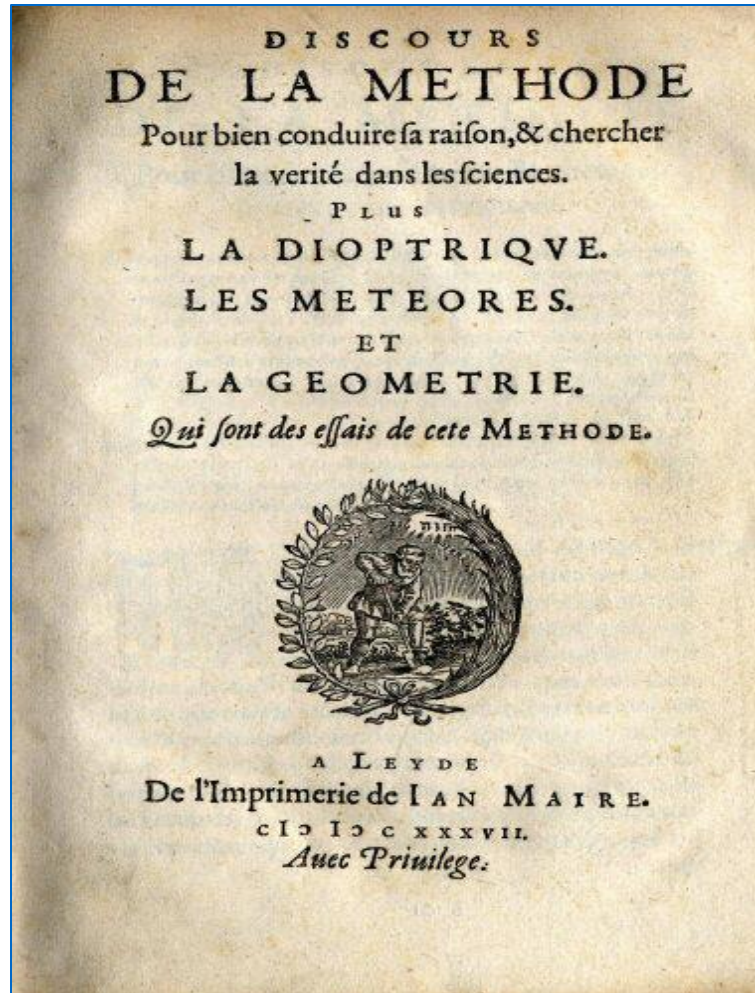 DISCOURS
DE LA METHODE
Pour bien conduire ſa raiſon, & chercher
la verité dans les ſciences.
PLUS
LA DIOPTRIQVE.
LES METEORES.
ET
LA GEOMETRIE.
Qui ſont des eſſais de cete METHODE.
A LEYDE
De l'Imprimerie de IAN MAIRE.
cIↄ Iↄ c xxxvii.
Auec Priuilege.